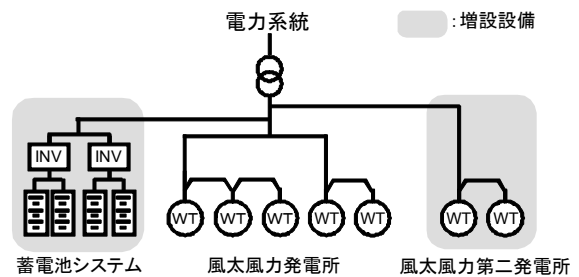 電力系統
:増設設備
INV INV
WT WT WT WT WT WT WT
蓄電池システム 風太風力発電所 風太風力第二発電所